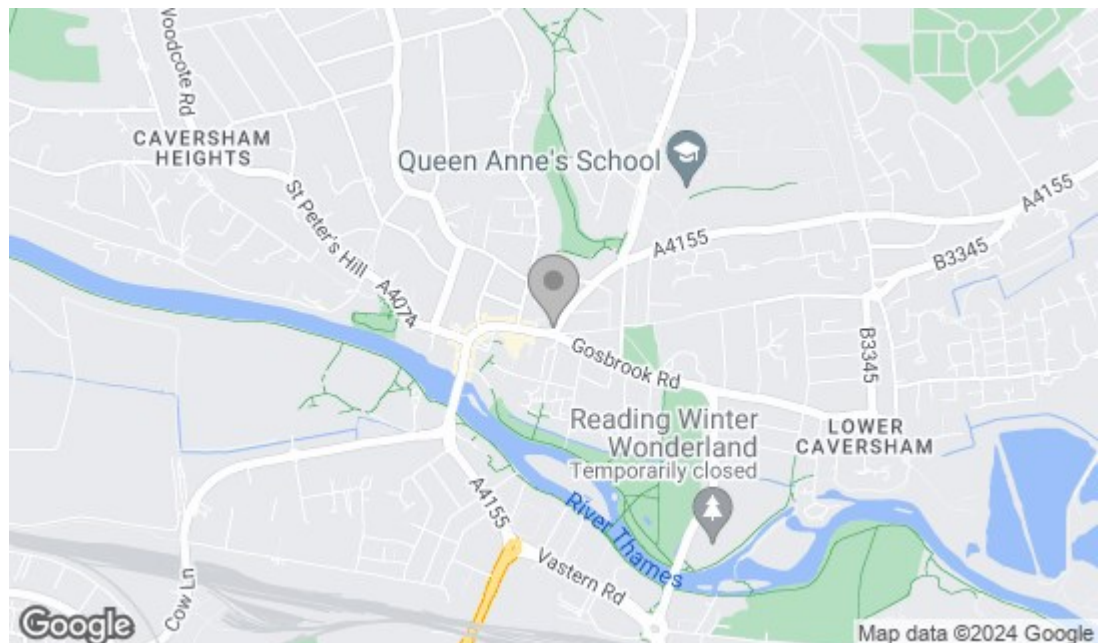 Woodcote Rd
CAVERSHAM
HEIGHTS
Queen Anne's School
A4155
A4155
St Peter's Hill
B3345
A4074
B3345
Gosbrook Rd
Reading Winter
Wonderland
Temporarily closed
LOWER
CAVERSHAM
A4155
River Thames
Vastern Rd
Cow Ln
Google
Map data ©2024 Google